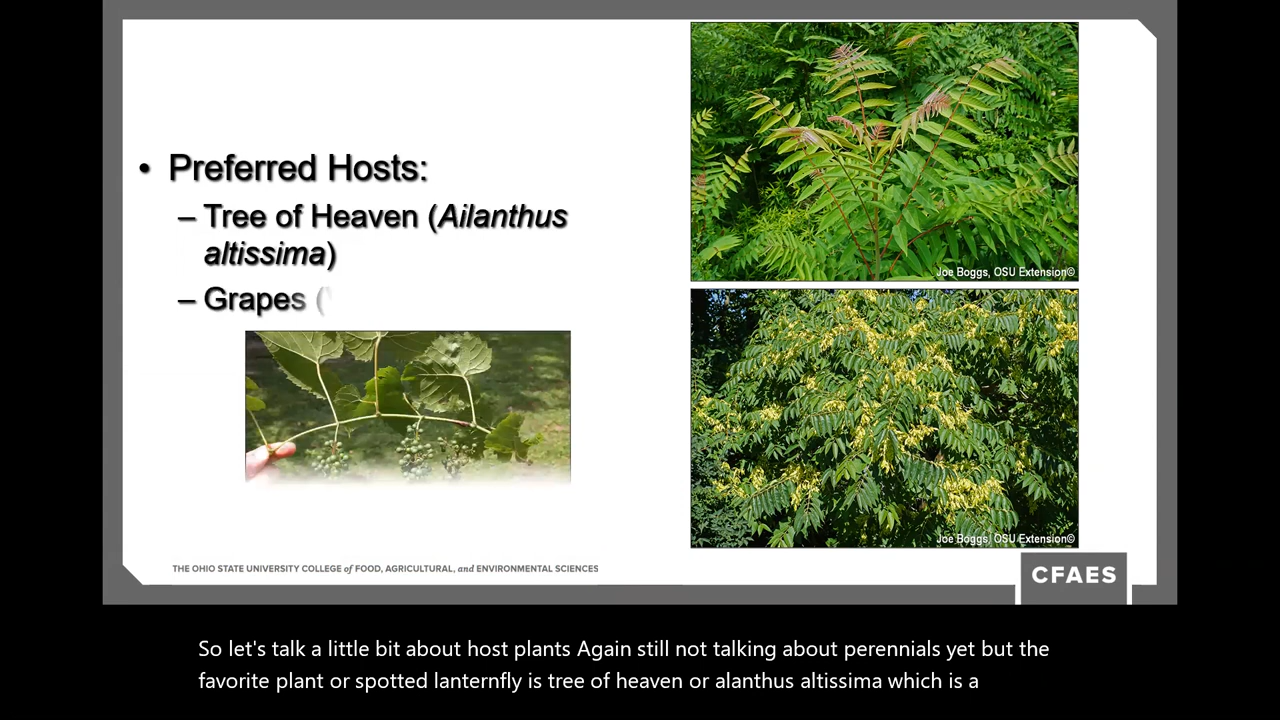 • Preferred Hosts:
– Tree of Heaven (Ailanthus
altissima)
– Grapes (
Joe Boggs, OSU Extension©
Joe Boggs, OSU Extension©
THE OHIO STATE UNIVERSITY COLLEGE of FOOD, AGRICULTURAL, and ENVIRONMENTAL SCIENCES
CFAES
So let's talk a little bit about host plants Again still not talking about perennials yet but the
favorite plant or spotted lanternfly is tree of heaven or alanthus altissima which is a